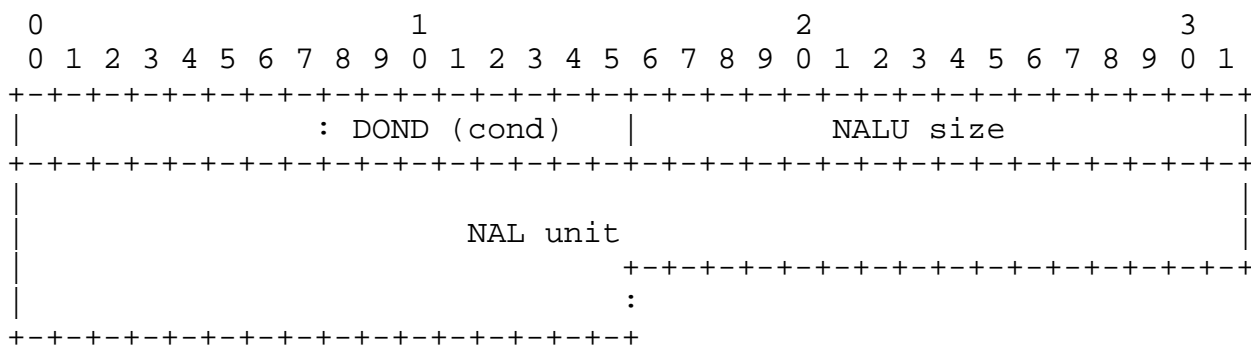 0                   1                   2                   3
 0 1 2 3 4 5 6 7 8 9 0 1 2 3 4 5 6 7 8 9 0 1 2 3 4 5 6 7 8 9 0 1
+-+-+-+-+-+-+-+-+-+-+-+-+-+-+-+-+-+-+-+-+-+-+-+-+-+-+-+-+-+-+-+-+
|               : DOND (cond)   |          NALU size            |
+-+-+-+-+-+-+-+-+-+-+-+-+-+-+-+-+-+-+-+-+-+-+-+-+-+-+-+-+-+-+-+-+
|                                                               |
|                       NAL unit                                |
|                               +-+-+-+-+-+-+-+-+-+-+-+-+-+-+-+-+
|                               :
+-+-+-+-+-+-+-+-+-+-+-+-+-+-+-+-+